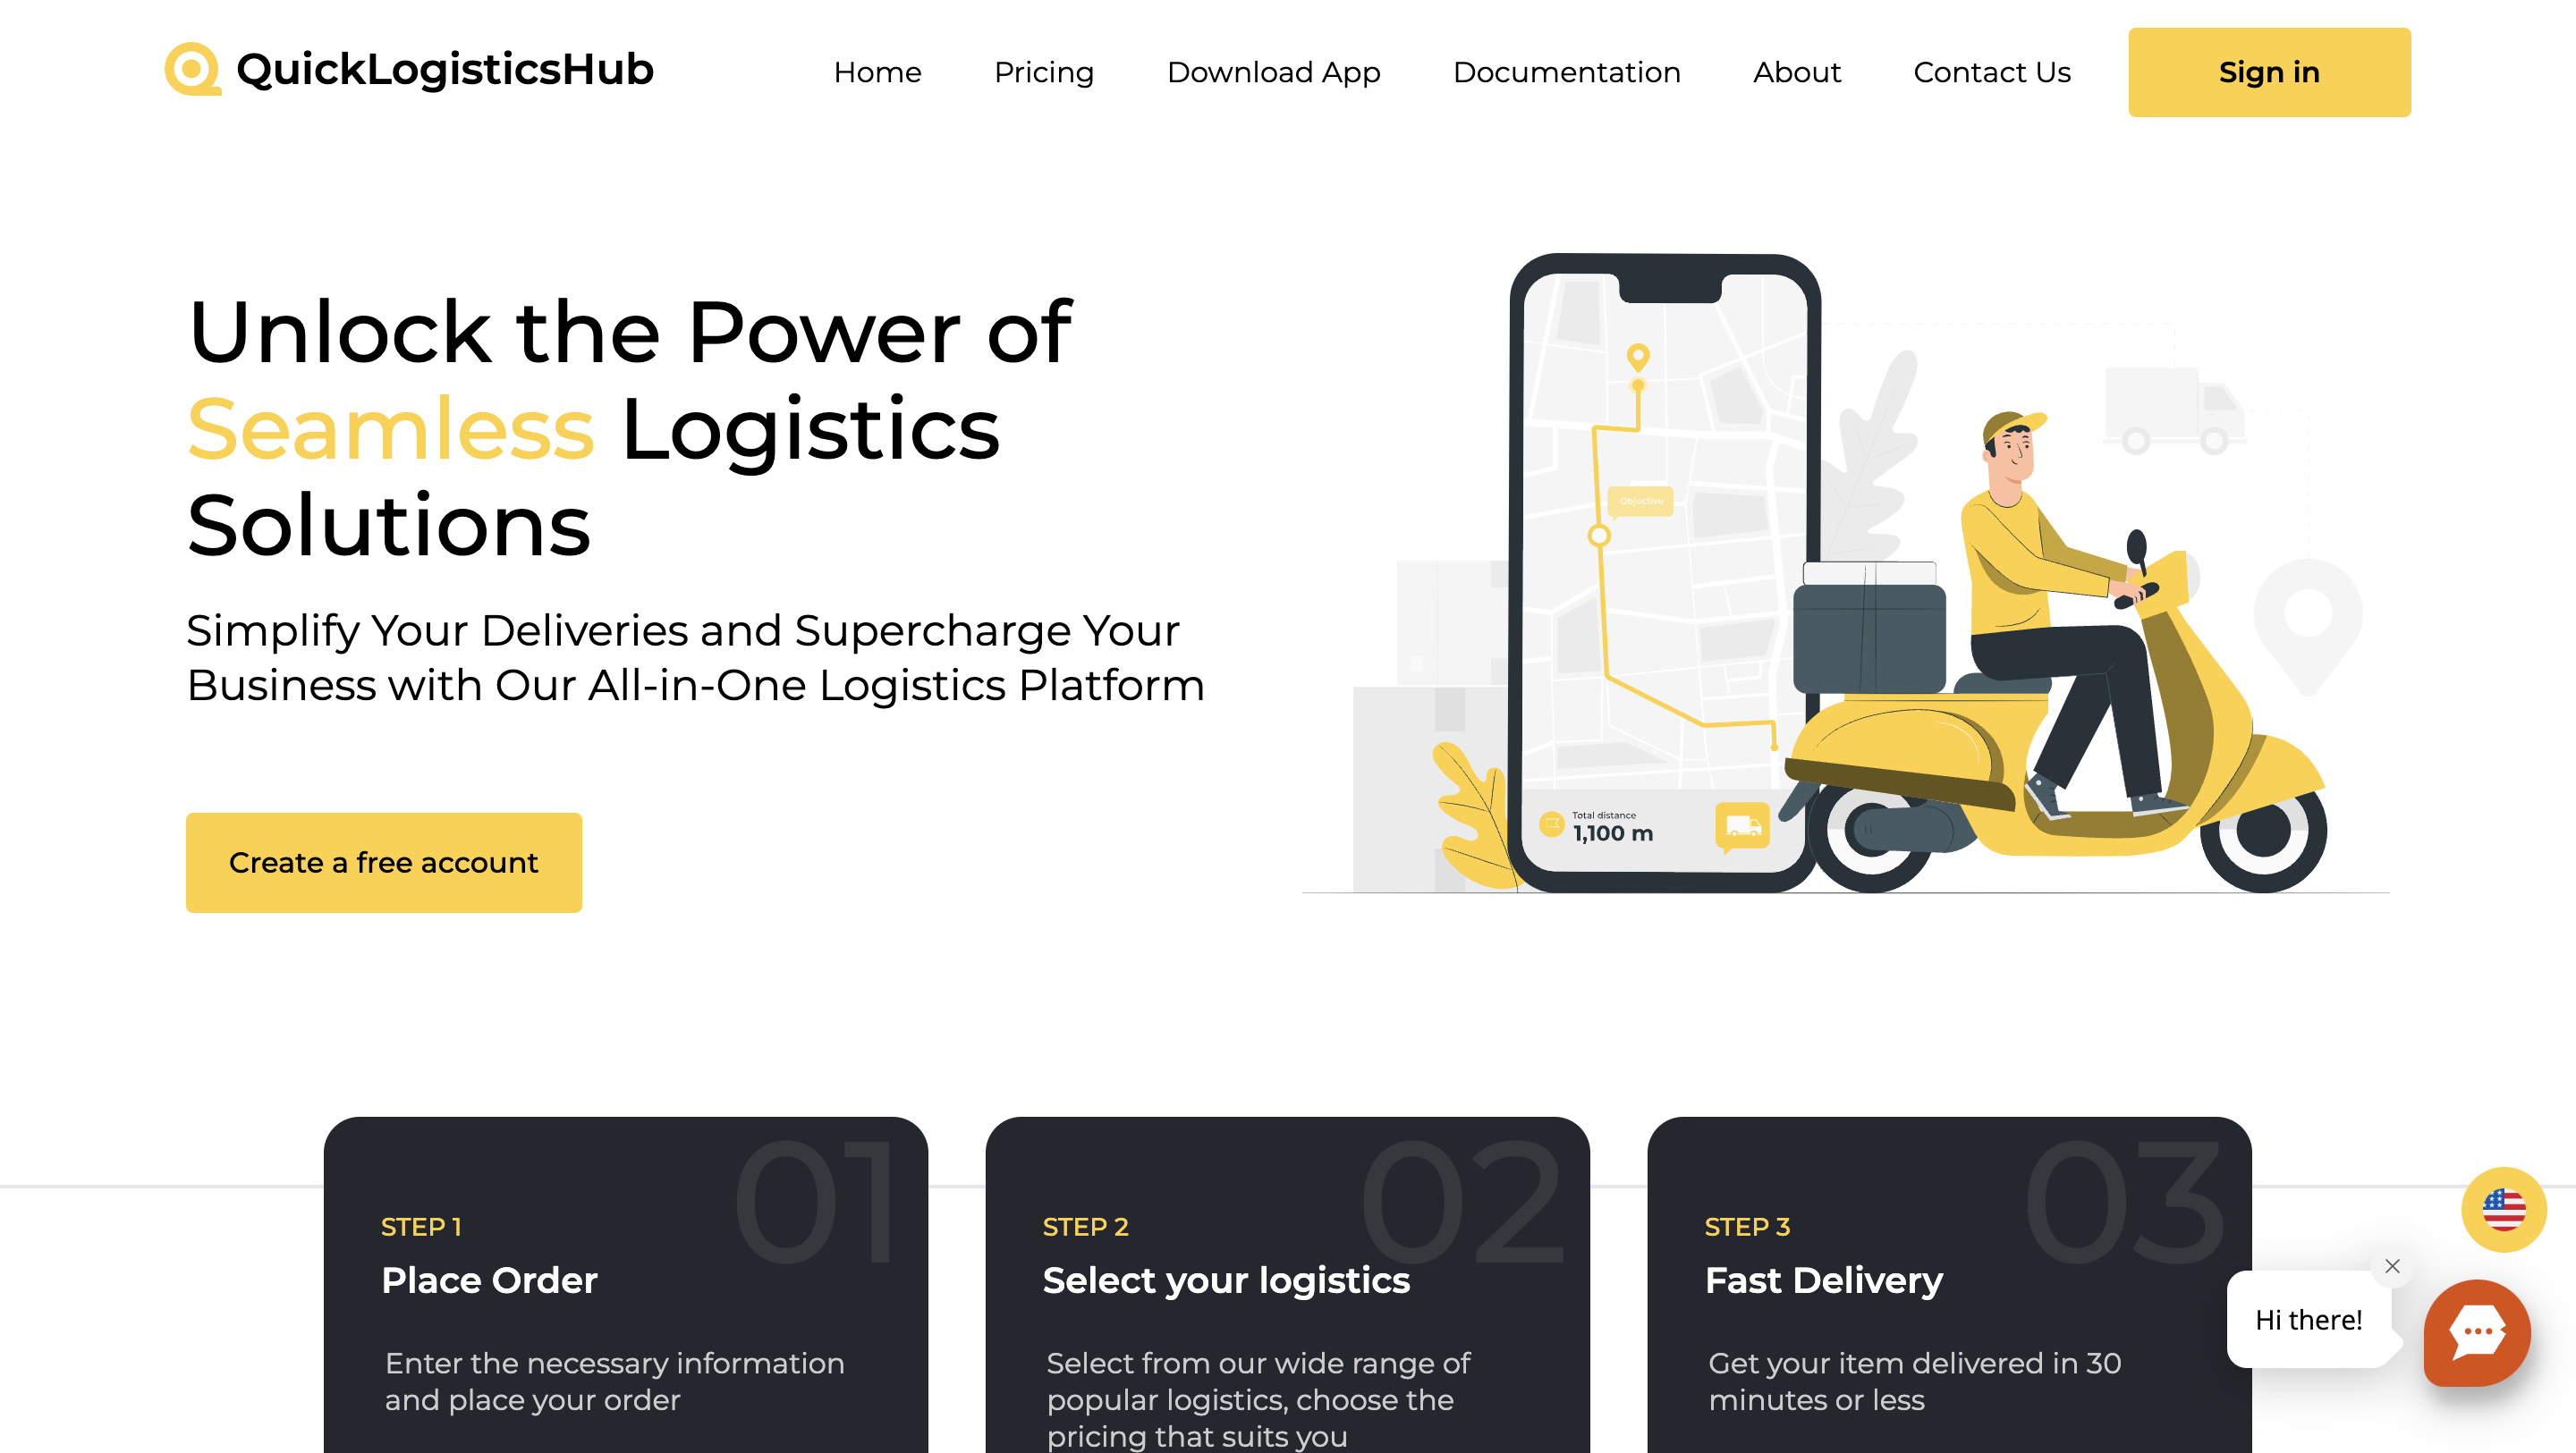 QuickLogisticsHub
Home
Pricing
Download App
Documentation
About
Contact Us
Sign in
Unlock the Power of
Seamless Logistics
Solutions
Simplify Your Deliveries and Supercharge Your
Business with Our All-in-One Logistics Platform
Create a free account
Objective
Total distance
1,100 m
01
STEP 1
Place Order
Enter the necessary information
and place your order
02
STEP 2
Select your logistics
Select from our wide range of
popular logistics, choose the
pricing that suits you
03
STEP 3
Fast Delivery
Get your item delivered in 30
minutes or less
Hi there!